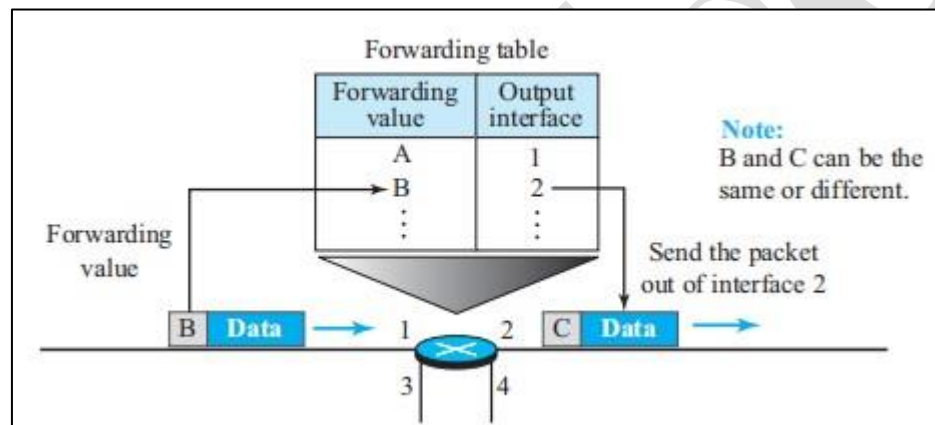 Forwarding table
Forwarding value
Output interface
A 1
B 2
⋮ ⋮
Note:
B and C can be the
same or different.
Forwarding
value
Send the packet
out of interface 2
B Data
1
2
C Data
3
4